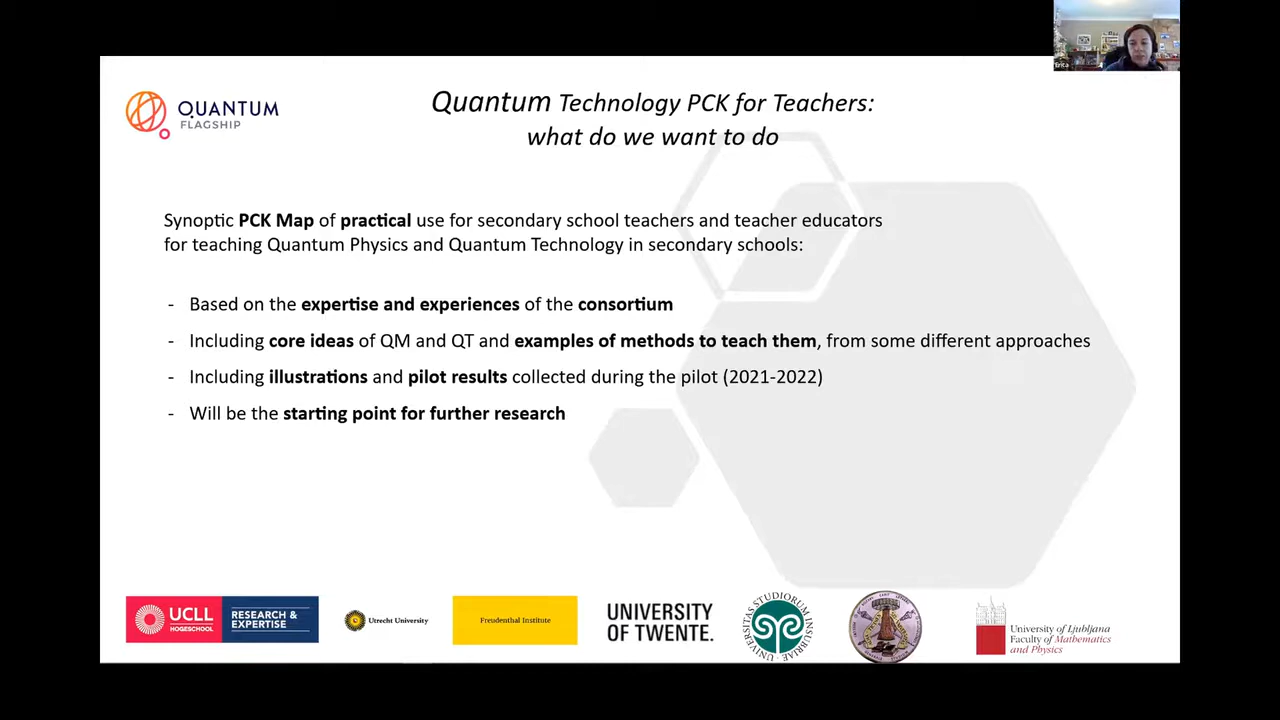 Erica
QUANTUM
FLAGSHIP
Quantum Technology PCK for Teachers:
what do we want to do
Synoptic PCK Map of practical use for secondary school teachers and teacher educators
for teaching Quantum Physics and Quantum Technology in secondary schools:
- Based on the expertise and experiences of the consortium
- Including core ideas of QM and QT and examples of methods to teach them, from some different approaches
- Including illustrations and pilot results collected during the pilot (2021-2022)
- Will be the starting point for further research
UCLL
HOGESCHOOL
RESEARCH &
EXPERTISE
Utrecht University
Freudenthal Institute
UNIVERSITY
OF TWENTE.
UNIVERSITAS STUDIORUM INSUBRIAE
University of Ljubljana
Faculty of Mathematics
and Physics